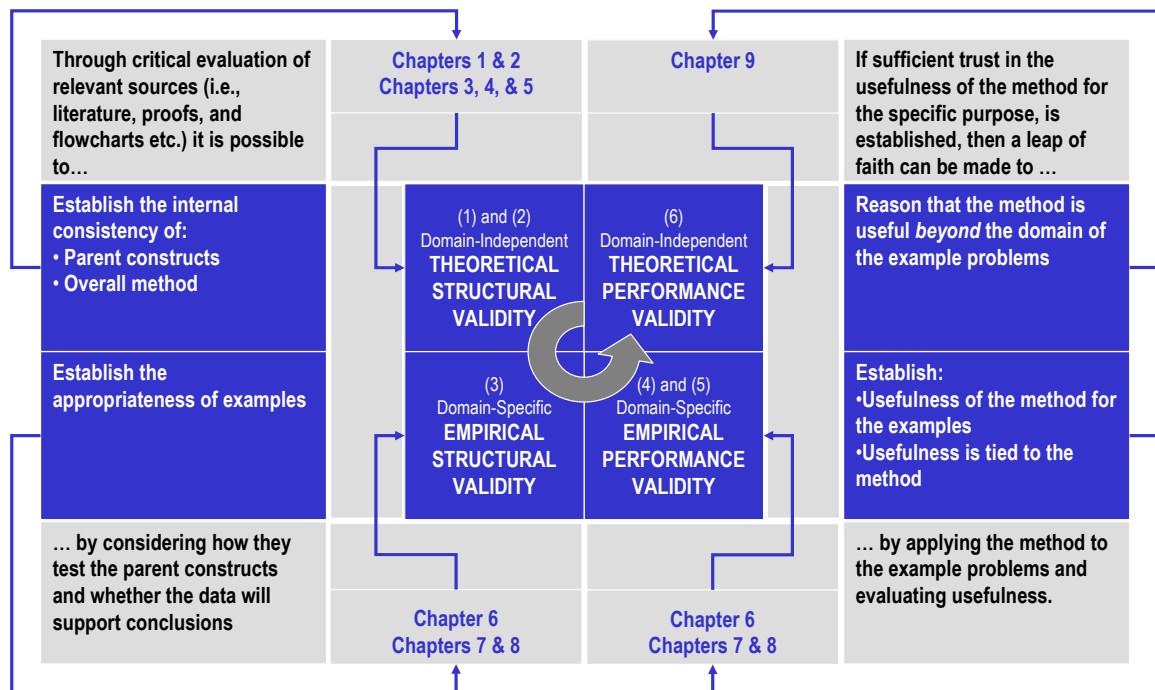 Through critical evaluation of
relevant sources (i.e.,
literature, proofs, and
flowcharts etc.) it is possible
to…
Chapters 1 & 2
Chapters 3, 4, & 5
Chapter 9
If sufficient trust in the
usefulness of the method for
the specific purpose, is
established, then a leap of
faith can be made to …
Establish the internal
consistency of:
• Parent constructs
• Overall method
(1) and (2)
Domain-Independent
THEORETICAL
STRUCTURAL
VALIDITY
(6)
Domain-Independent
THEORETICAL
PERFORMANCE
VALIDITY
Reason that the method is
useful beyond the domain of
the example problems
Establish the
appropriateness of examples
(3)
Domain-Specific
EMPIRICAL
STRUCTURAL
VALIDITY
(4) and (5)
Domain-Specific
EMPIRICAL
PERFORMANCE
VALIDITY
Establish:
•Usefulness of the method for
the examples
•Usefulness is tied to the
method
… by considering how they
test the parent constructs
and whether the data will
support conclusions
Chapter 6
Chapters 7 & 8
Chapter 6
Chapters 7 & 8
… by applying the method to
the example problems and
evaluating usefulness.